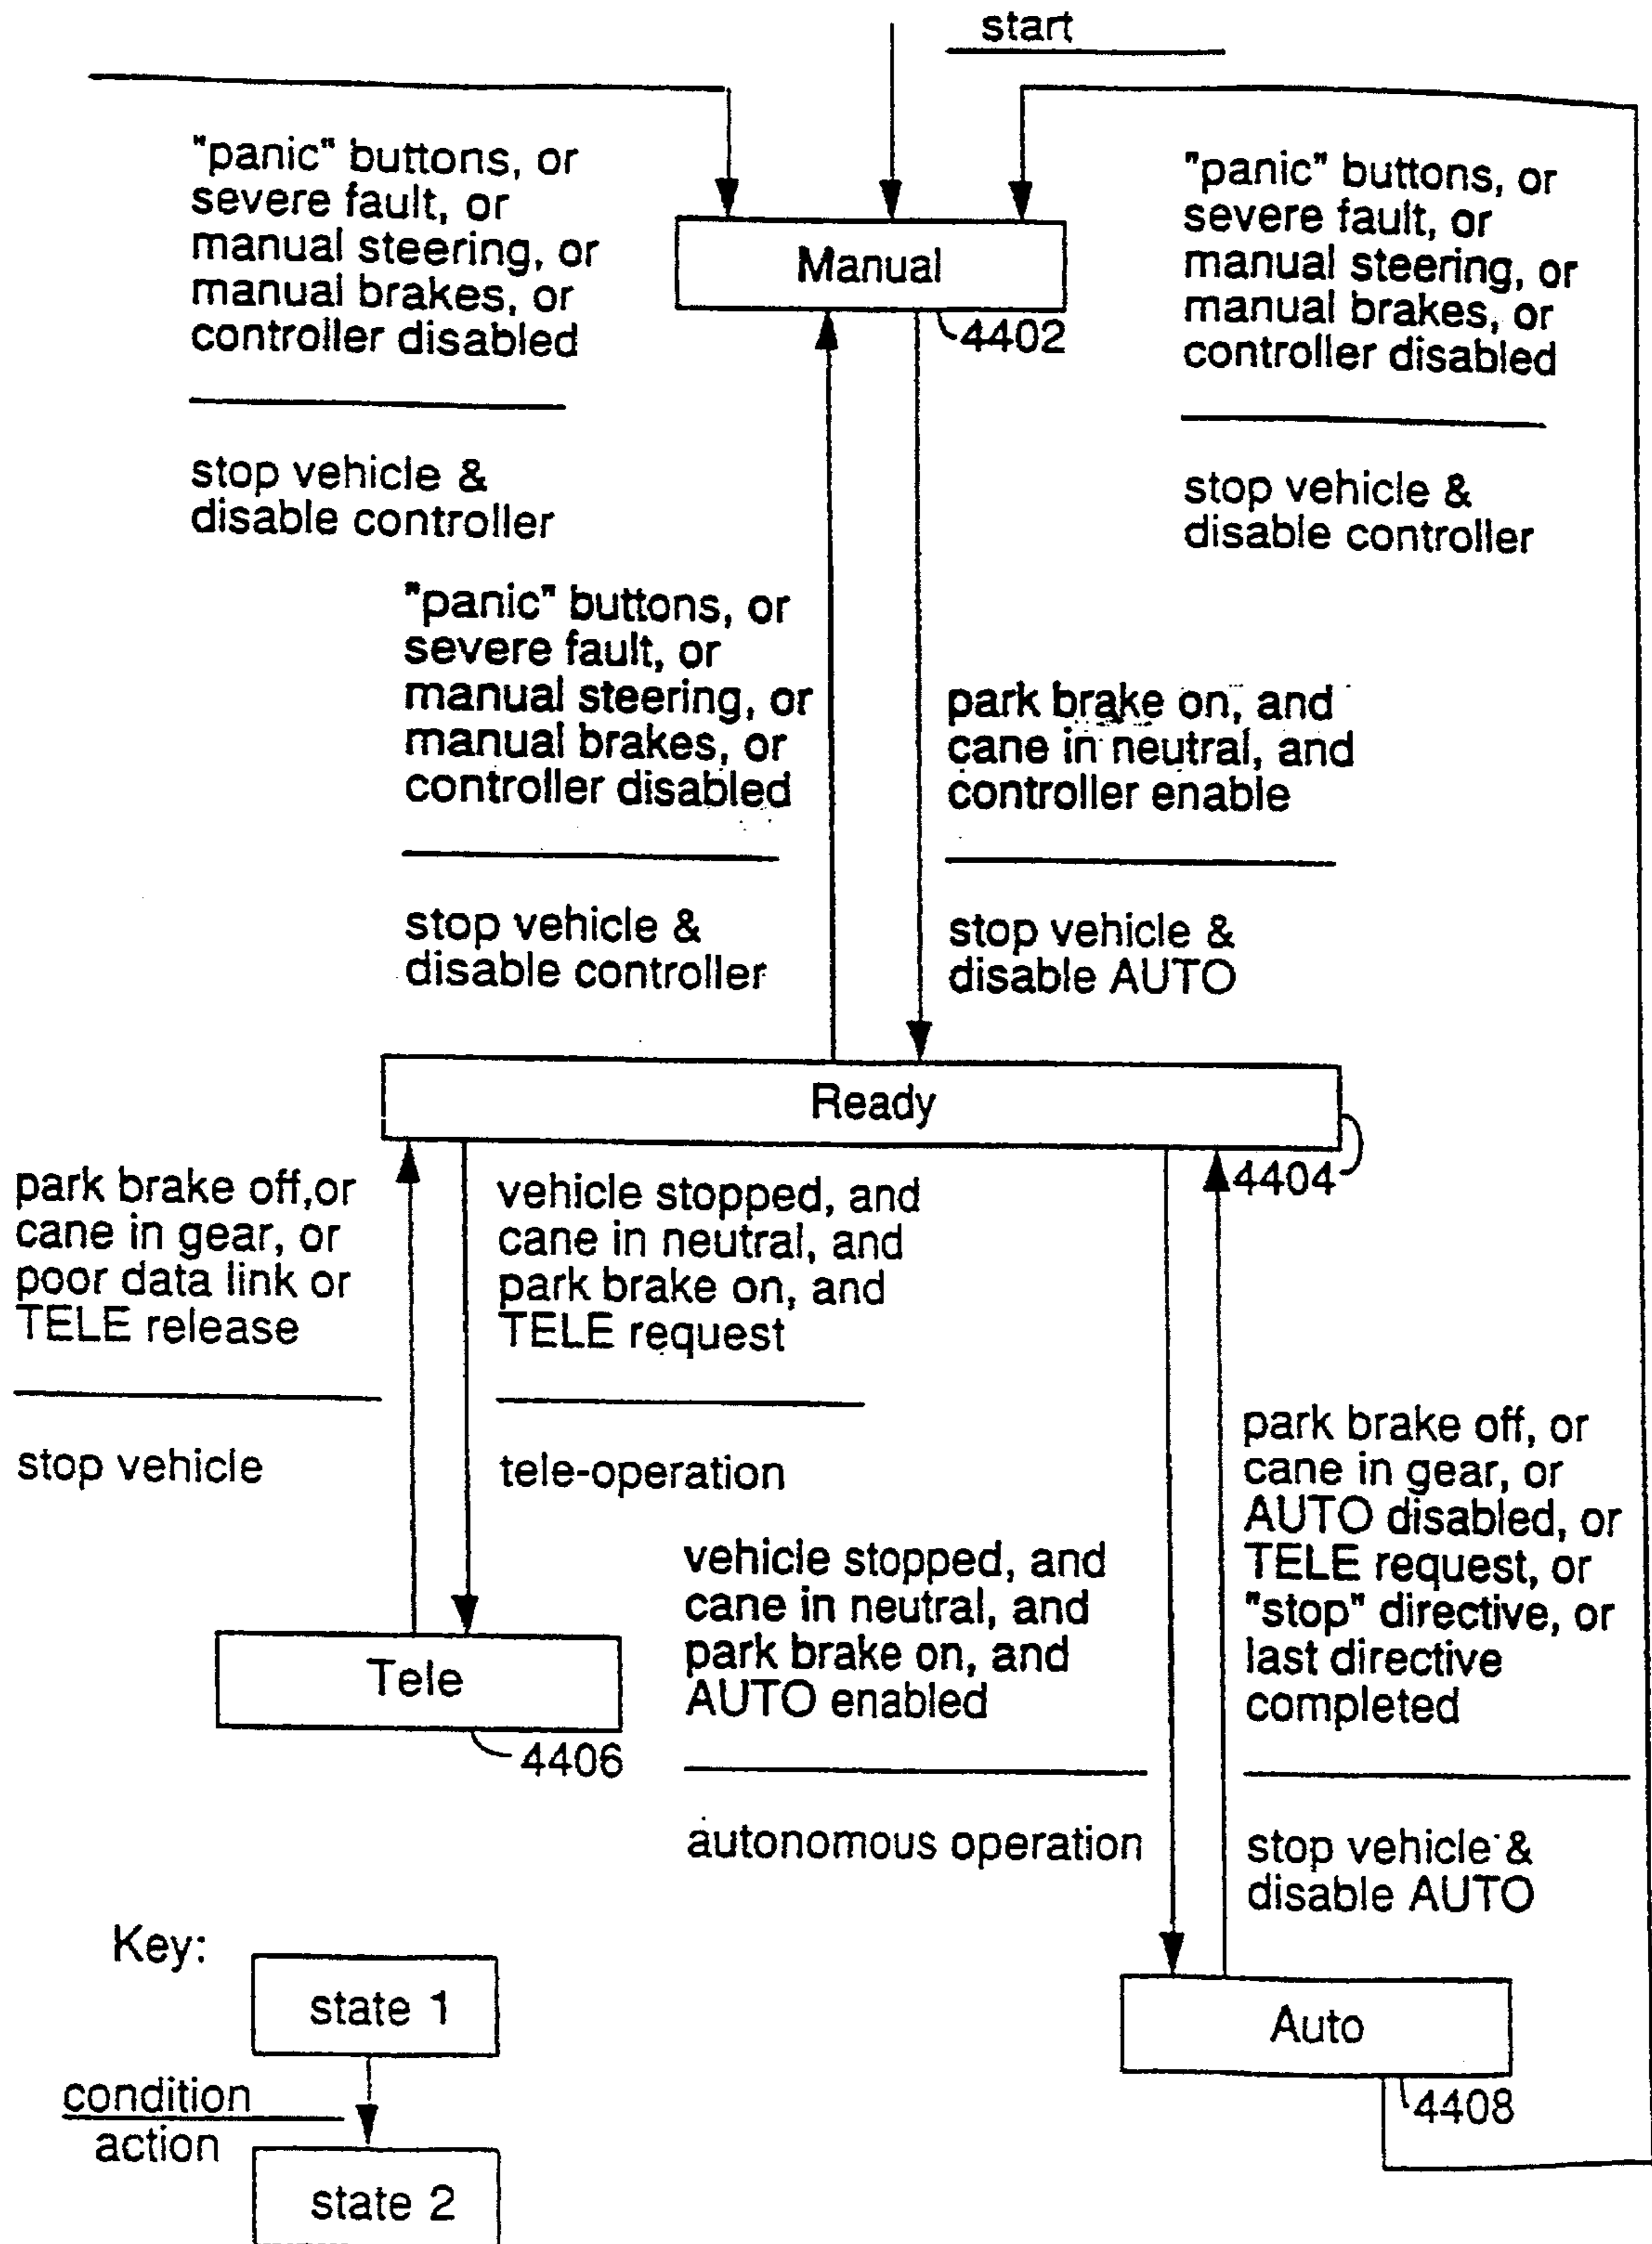 start
"panic" buttons, or
severe fault, or
manual steering, or
manual brakes, or
controller disabled
stop vehicle &
disable controller
Manual
4402
"panic" buttons, or
severe fault, or
manual steering, or
manual brakes, or
controller disabled
stop vehicle &
disable controller
"panic" buttons, or
severe fault, or
manual steering, or
manual brakes, or
controller disabled
stop vehicle &
disable controller
park brake on, and
cane in neutral, and
controller enable
stop vehicle &
disable AUTO
Ready
4404
park brake off,or
cane in gear, or
poor data link or
TELE release
stop vehicle
vehicle stopped, and
cane in neutral, and
park brake on, and
TELE request
tele-operation
Tele
4406
vehicle stopped, and
cane in neutral, and
park brake on, and
AUTO enabled
autonomous operation
park brake off, or
cane in gear, or
AUTO disabled, or
TELE request, or
"stop" directive, or
last directive
completed
stop vehicle &
disable AUTO
Auto
4408
Key:
state 1
condition
action
state 2